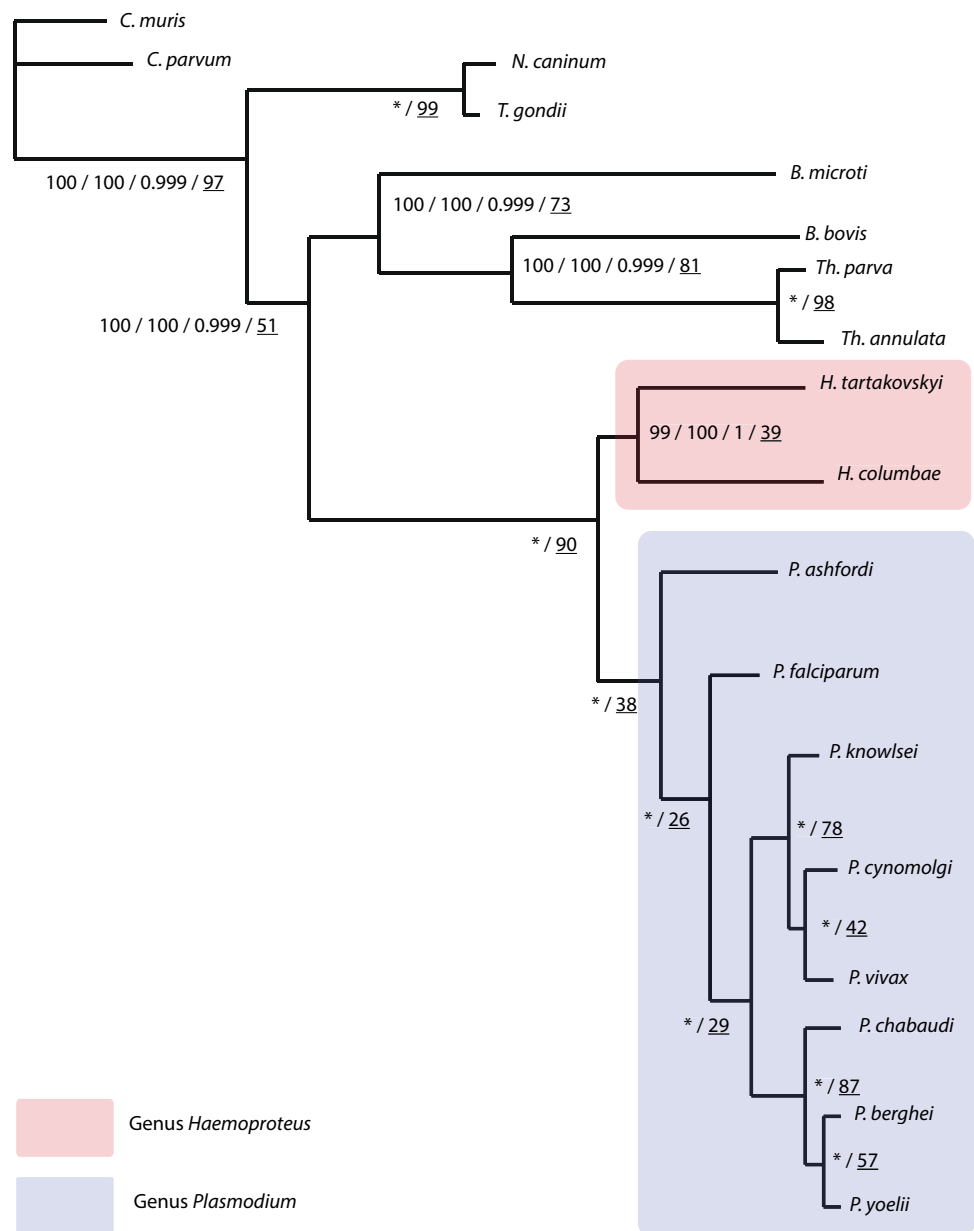 C. muris
C. parvum
N. caninum
* / 99
T. gondii
B. microti
100 / 100 / 0.999 / 97
100 / 100 / 0.999 / 73
B. bovis
100 / 100 / 0.999 / 81
Th. parva
* / 98
100 / 100 / 0.999 / 51
Th. annulata
H. tartakovskyi
99 / 100 / 1 / 39
H. columbae
* / 90
P. ashfordi
P. falciparum
* / 38
P. knowlsei
* / 26
* / 78
P. cynomolgi
* / 42
P. vivax
* / 29
P. chabaudi
* / 87
P. berghei
Genus Haemoproteus
* / 57
Genus Plasmodium
P. yoelii